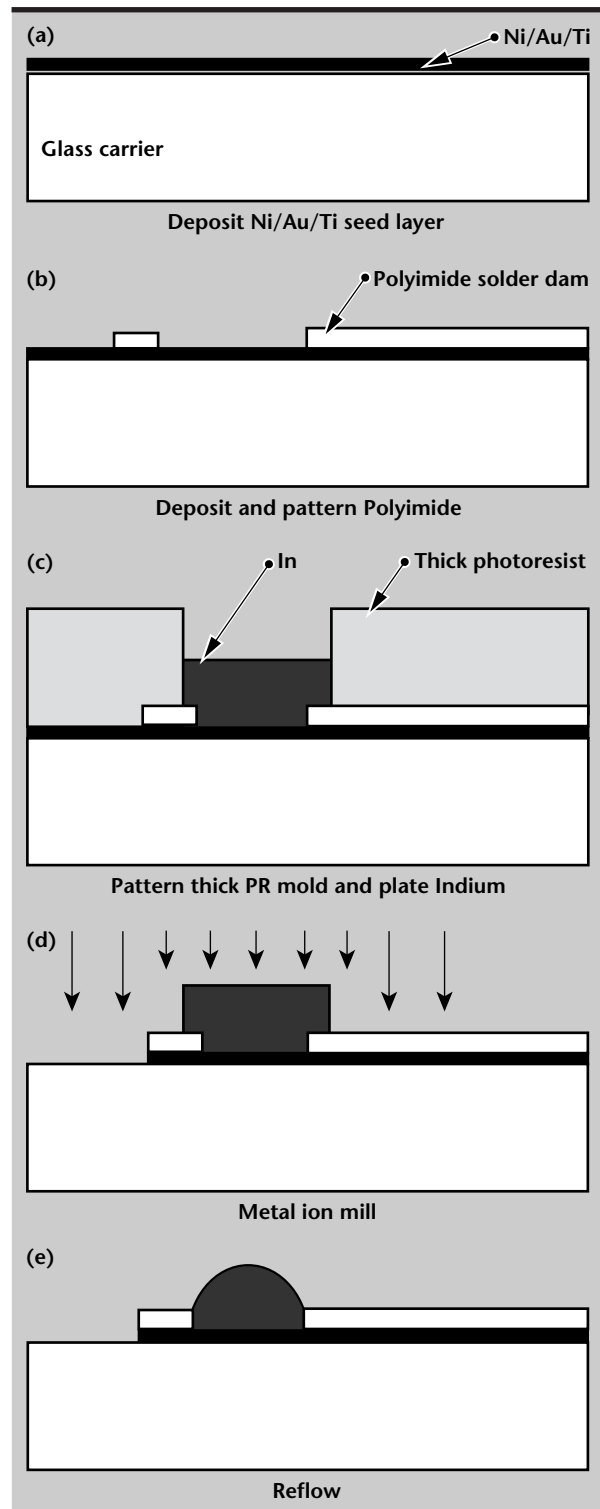 (a)
Ni/Au/Ti
Glass carrier
Deposit Ni/Au/Ti seed layer
(b)
Polyimide solder dam
Deposit and pattern Polyimide
(c)
In
Thick photoresist
Pattern thick PR mold and plate Indium
(d)
Metal ion mill
(e)
Reflow